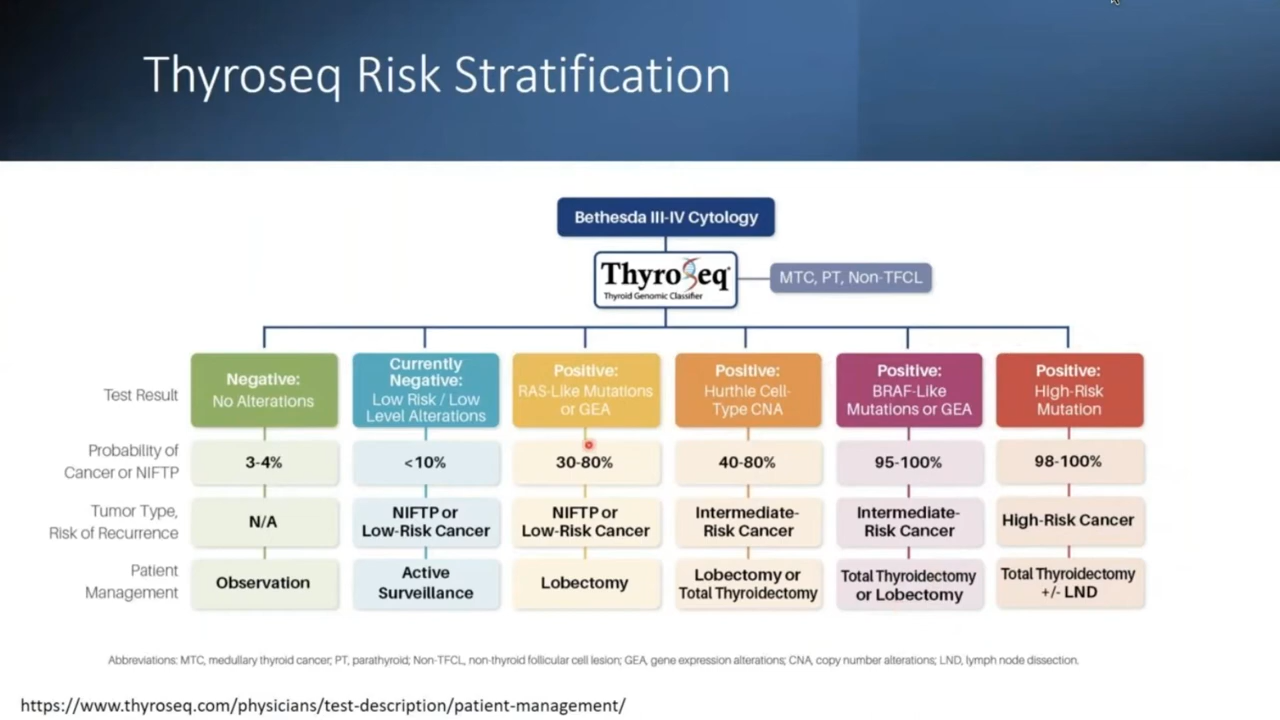 Thyroseq Risk Stratification
Bethesda III-IV Cytology
ThyroSeq®
Thyroid Genomic Classifier
MTC, PT, Non-TFCL
Test Result
Negative:
No Alterations
Currently
Negative:
Low Risk / Low
Level Alterations
Positive:
RAS-Like Mutations
or GEA
Positive:
Hurthle Cell-
Type CNA
Positive:
BRAF-Like
Mutations or GEA
Positive:
High-Risk
Mutation
Probability of
Cancer or NIFTP
3-4%
<10%
30-80%
40-80%
95-100%
98-100%
Tumor Type,
Risk of Recurrence
N/A
NIFTP or
Low-Risk Cancer
NIFTP or
Low-Risk Cancer
Intermediate-
Risk Cancer
Intermediate-
Risk Cancer
High-Risk Cancer
Patient
Management
Observation
Active
Surveillance
Lobectomy
Lobectomy or
Total Thyroidectomy
Total Thyroidectomy
or Lobectomy
Total Thyroidectomy
+/- LND
Abbreviations: MTC, medullary thyroid cancer; PT, parathyroid; Non-TFCL, non-thyroid follicular cell lesion; GEA, gene expression alterations; CNA, copy number alterations; LND, lymph node dissection.
https://www.thyroseq.com/physicians/test-description/patient-management/